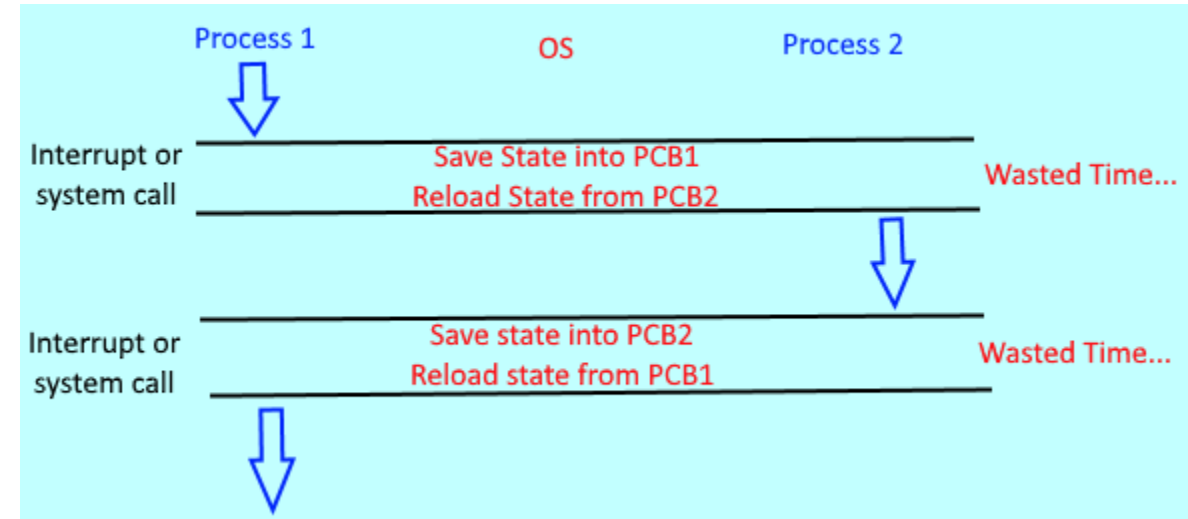 Process 1
OS
Process 2
Interrupt or
system call
Save State into PCB1
Reload State from PCB2
Wasted Time...
Interrupt or
system call
Save state into PCB2
Reload state from PCB1
Wasted Time...